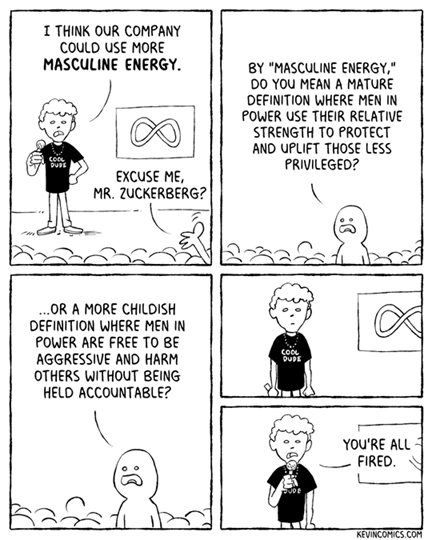 I THINK OUR COMPANY
COULD USE MORE
MASCULINE ENERGY.
COOL
DUDE
EXCUSE ME,
MR. ZUCKERBERG?
BY "MASCULINE ENERGY,"
DO YOU MEAN A MATURE
DEFINITION WHERE MEN IN
POWER USE THEIR RELATIVE
STRENGTH TO PROTECT
AND UPLIFT THOSE LESS
PRIVILEGED?
...OR A MORE CHILDISH
DEFINITION WHERE MEN IN
POWER ARE FREE TO BE
AGGRESSIVE AND HARM
OTHERS WITHOUT BEING
HELD ACCOUNTABLE?
COOL
DUDE
YOU'RE ALL
FIRED.
DUDE
KEVINCOMICS.COM